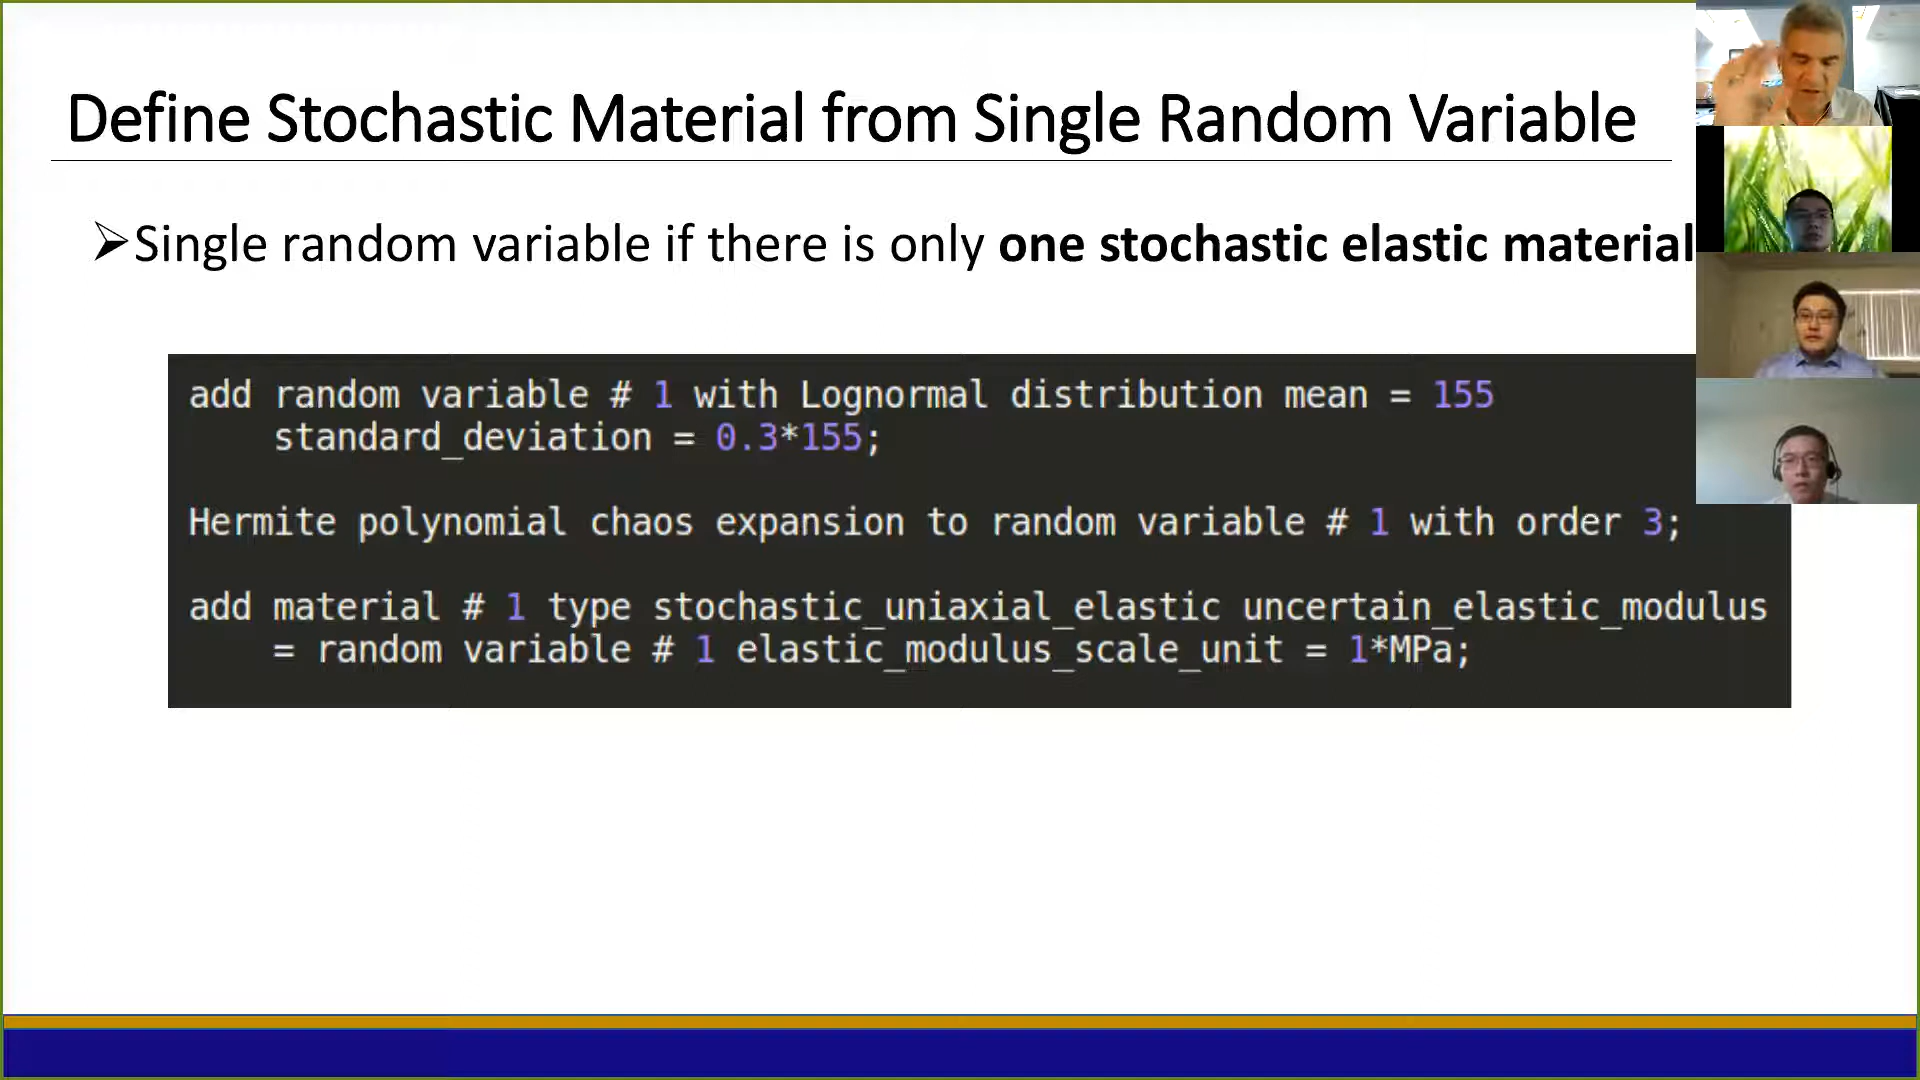 Define Stochastic Material from Single Random Variable
➢Single random variable if there is only one stochastic elastic material
add random variable # 1 with Lognormal distribution mean = 155
standard_deviation = 0.3*155;
Hermite polynomial chaos expansion to random variable # 1 with order 3;
add material # 1 type stochastic_uniaxial_elastic uncertain_elastic_modulus
= random variable # 1 elastic_modulus_scale_unit = 1*MPa;